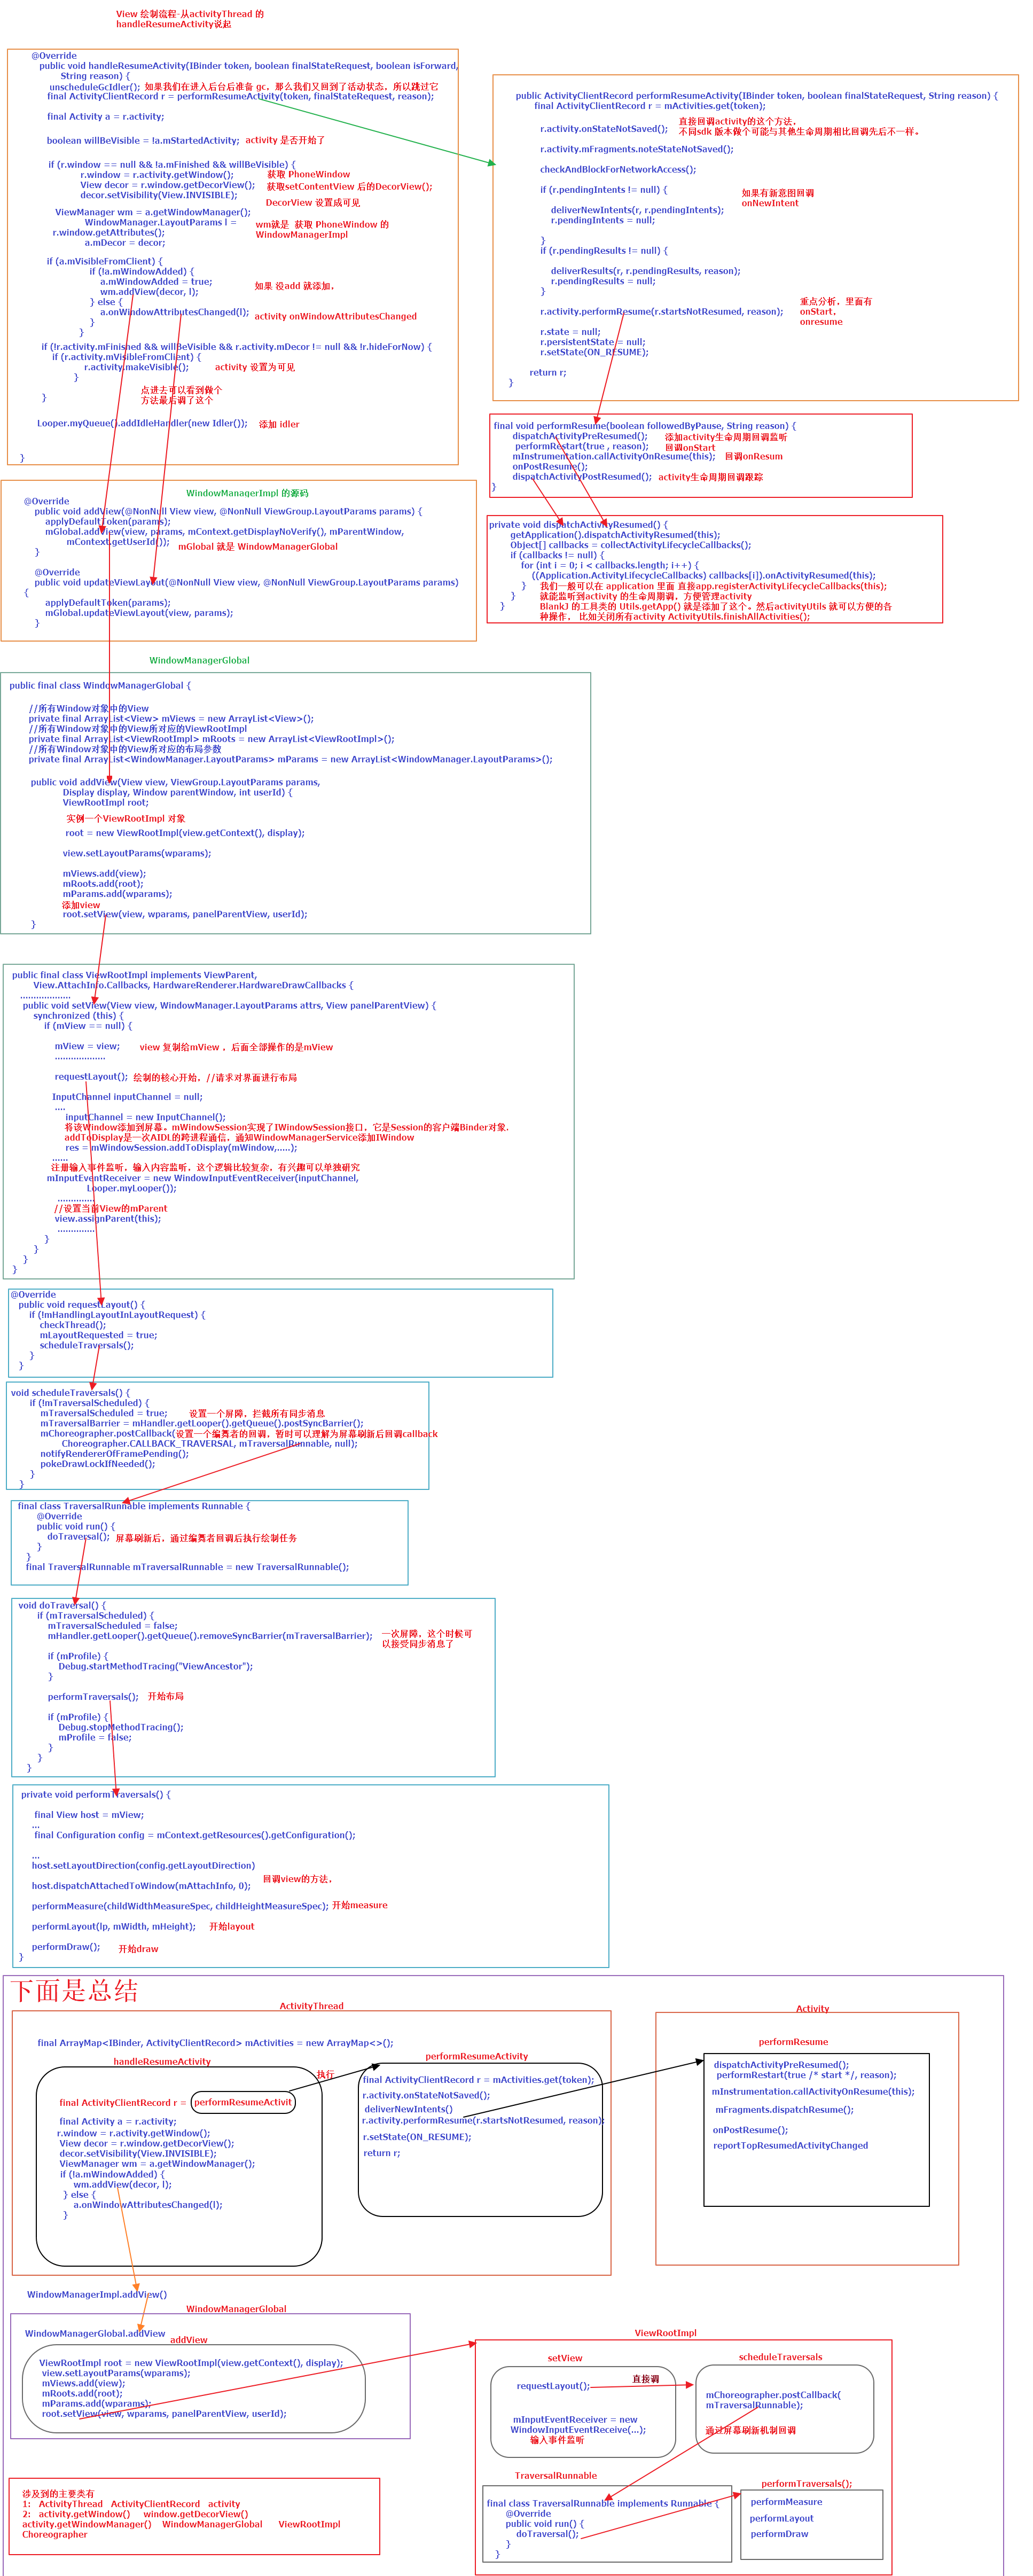 View 绘制流程-从activityThread 的
handleResumeActivity说起
@Override
public void handleResumeActivity(IBinder token, boolean finalStateRequest, boolean isForward,
String reason) {
unscheduleGcIdler(); 如果我们在进入后台后准备 gc，那么我们又回到了活动状态，所以跳过它
final ActivityClientRecord r = performResumeActivity(token, finalStateRequest, reason);
final Activity a = r.activity;
boolean willBeVisible = !a.mStartedActivity; activity 是否开始了
if (r.window == null && !a.mFinished && willBeVisible) {
r.window = r.activity.getWindow(); 获取 PhoneWindow
View decor = r.window.getDecorView(); 获取setContentView 后的DecorView();
decor.setVisibility(View.INVISIBLE);
DecorView 设置成可见
ViewManager wm = a.getWindowManager();
WindowManager.LayoutParams l =
r.window.getAttributes();
a.mDecor = decor;
wm就是 获取 PhoneWindow 的
WindowManagerImpl
if (a.mVisibleFromClient) {
if (!a.mWindowAdded) {
a.mWindowAdded = true;
wm.addView(decor, l);
如果 没add 就添加，
} else {
a.onWindowAttributesChanged(l); activity onWindowAttributesChanged
}
}
if (!r.activity.mFinished && willBeVisible && r.activity.mDecor != null && !r.hideForNow) {
if (r.activity.mVisibleFromClient) {
r.activity.makeVisible(); activity 设置为可见
}
点进去可以看到做个
方法最后调了这个
}
Looper.myQueue().addIdleHandler(new Idler()); 添加 idler
}
public ActivityClientRecord performResumeActivity(IBinder token, boolean finalStateRequest, String reason) {
final ActivityClientRecord r = mActivities.get(token);
r.activity.onStateNotSaved();
直接回调activity的这个方法，
不同sdk 版本做个可能与其他生命周期相比回调先后不一样。
r.activity.mFragments.noteStateNotSaved();
checkAndBlockForNetworkAccess();
if (r.pendingIntents != null) {
如果有新意图回调
onNewIntent
deliverNewIntents(r, r.pendingIntents);
r.pendingIntents = null;
}
if (r.pendingResults != null) {
deliverResults(r, r.pendingResults, reason);
r.pendingResults = null;
}
r.activity.performResume(r.startsNotResumed, reason);
重点分析，里面有
onStart，
onresume
r.state = null;
r.persistentState = null;
r.setState(ON_RESUME);
return r;
}
final void performResume(boolean followedByPause, String reason) {
dispatchActivityPreResumed(); 添加activity生命周期回调监听
performRestart(true , reason); 回调onStart
mInstrumentation.callActivityOnResume(this); 回调onResum
onPostResume();
dispatchActivityPostResumed(); activity生命周期回调跟踪
}
private void dispatchActivityResumed() {
getApplication().dispatchActivityResumed(this);
Object[] callbacks = collectActivityLifecycleCallbacks();
if (callbacks != null) {
for (int i = 0; i < callbacks.length; i++) {
((Application.ActivityLifecycleCallbacks) callbacks[i]).onActivityResumed(this);
} 我们一般可以在 application 里面 直接app.registerActivityLifecycleCallbacks(this);
} 就能监听到activity 的生命周期调，方便管理activity
} BlankJ 的工具类的 Utils.getApp() 就是添加了这个。然后activityUtils 就可以方便的各
种操作， 比如关闭所有activity ActivityUtils.finishAllActivities();
WindowManagerImpl 的源码
@Override
public void addView(@NonNull View view, @NonNull ViewGroup.LayoutParams params) {
applyDefaultToken(params);
mGlobal.addView(view, params, mContext.getDisplayNoVerify(), mParentWindow,
mContext.getUserId());
mGlobal 就是 WindowManagerGlobal
}
@Override
public void updateViewLayout(@NonNull View view, @NonNull ViewGroup.LayoutParams params)
{
applyDefaultToken(params);
mGlobal.updateViewLayout(view, params);
}
WindowManagerGlobal
public final class WindowManagerGlobal {
//所有Window对象中的View
private final ArrayList<View> mViews = new ArrayList<View>();
//所有Window对象中的View所对应的ViewRootImpl
private final ArrayList<ViewRootImpl> mRoots = new ArrayList<ViewRootImpl>();
//所有Window对象中的View所对应的布局参数
private final ArrayList<WindowManager.LayoutParams> mParams = new ArrayList<WindowManager.LayoutParams>();
public void addView(View view, ViewGroup.LayoutParams params,
Display display, Window parentWindow, int userId) {
ViewRootImpl root;
实例一个ViewRootImpl 对象
root = new ViewRootImpl(view.getContext(), display);
view.setLayoutParams(wparams);
mViews.add(view);
mRoots.add(root);
mParams.add(wparams);
添加view
root.setView(view, wparams, panelParentView, userId);
}
public final class ViewRootImpl implements ViewParent,
View.AttachInfo.Callbacks, HardwareRenderer.HardwareDrawCallbacks {
...................
public void setView(View view, WindowManager.LayoutParams attrs, View panelParentView) {
synchronized (this) {
if (mView == null) {
mView = view; view 复制给mView ，后面全部操作的是mView
...................
requestLayout(); 绘制的核心开始，//请求对界面进行布局
InputChannel inputChannel = null;
....
inputChannel = new InputChannel();
将该Window添加到屏幕。mWindowSession实现了IWindowSession接口，它是Session的客户端Binder对象.
addToDisplay是一次AIDL的跨进程通信，通知WindowManagerService添加IWindow
res = mWindowSession.addToDisplay(mWindow,.....);
......
注册输入事件监听，输入内容监听，这个逻辑比较复杂，有兴趣可以单独研究
mInputEventReceiver = new WindowInputEventReceiver(inputChannel,
Looper.myLooper());
..............
//设置当前View的mParent
view.assignParent(this);
..............
}
}
}
}
@Override
public void requestLayout() {
if (!mHandlingLayoutInLayoutRequest) {
checkThread();
mLayoutRequested = true;
scheduleTraversals();
}
}
void scheduleTraversals() {
if (!mTraversalScheduled) {
mTraversalScheduled = true; 设置一个屏障，拦截所有同步消息
mTraversalBarrier = mHandler.getLooper().getQueue().postSyncBarrier();
mChoreographer.postCallback(设置一个编舞者的回调，暂时可以理解为屏幕刷新后回调callback
Choreographer.CALLBACK_TRAVERSAL, mTraversalRunnable, null);
notifyRendererOfFramePending();
pokeDrawLockIfNeeded();
}
}
final class TraversalRunnable implements Runnable {
@Override
public void run() {
doTraversal(); 屏幕刷新后，通过编舞者回调后执行绘制任务
}
}
final TraversalRunnable mTraversalRunnable = new TraversalRunnable();
void doTraversal() {
if (mTraversalScheduled) {
mTraversalScheduled = false;
mHandler.getLooper().getQueue().removeSyncBarrier(mTraversalBarrier);
一次屏障，这个时候可
以接受同步消息了
if (mProfile) {
Debug.startMethodTracing("ViewAncestor");
}
performTraversals(); 开始布局
if (mProfile) {
Debug.stopMethodTracing();
mProfile = false;
}
}
}
private void performTraversals() {
final View host = mView;
...
final Configuration config = mContext.getResources().getConfiguration();
...
host.setLayoutDirection(config.getLayoutDirection)
回调view的方法，
host.dispatchAttachedToWindow(mAttachInfo, 0);
performMeasure(childWidthMeasureSpec, childHeightMeasureSpec); 开始measure
performLayout(lp, mWidth, mHeight); 开始layout
performDraw(); 开始draw
}
下面是总结
ActivityThread
final ArrayMap<IBinder, ActivityClientRecord> mActivities = new ArrayMap<>();
handleResumeActivity
final ActivityClientRecord r = performResumeActivit
执行
final Activity a = r.activity;
r.window = r.activity.getWindow();
View decor = r.window.getDecorView();
decor.setVisibility(View.INVISIBLE);
ViewManager wm = a.getWindowManager();
if (!a.mWindowAdded) {
wm.addView(decor, l);
} else {
a.onWindowAttributesChanged(l);
}
performResumeActivity
final ActivityClientRecord r = mActivities.get(token);
r.activity.onStateNotSaved();
deliverNewIntents()
r.activity.performResume(r.startsNotResumed, reason);
r.setState(ON_RESUME);
return r;
Activity
performResume
dispatchActivityPreResumed();
performRestart(true /* start */, reason);
mInstrumentation.callActivityOnResume(this);
mFragments.dispatchResume();
onPostResume();
reportTopResumedActivityChanged
WindowManagerImpl.addView()
WindowManagerGlobal
WindowManagerGlobal.addView
addView
ViewRootImpl root = new ViewRootImpl(view.getContext(), display);
view.setLayoutParams(wparams);
mViews.add(view);
mRoots.add(root);
mParams.add(wparams);
root.setView(view, wparams, panelParentView, userId);
ViewRootImpl
setView
requestLayout();
直接调
mInputEventReceiver = new
WindowInputEventReceive(...);
输入事件监听
scheduleTraversals
mChoreographer.postCallback(
mTraversalRunnable);
通过屏幕刷新机制回调
TraversalRunnable
final class TraversalRunnable implements Runnable {
@Override
public void run() {
doTraversal();
}
}
performTraversals();
performMeasure
performLayout
performDraw
涉及到的主要类有
1: ActivityThread ActivityClientRecord activity
2: activity.getWindow() window.getDecorView()
activity.getWindowManager() WindowManagerGlobal ViewRootImpl
Choreographer